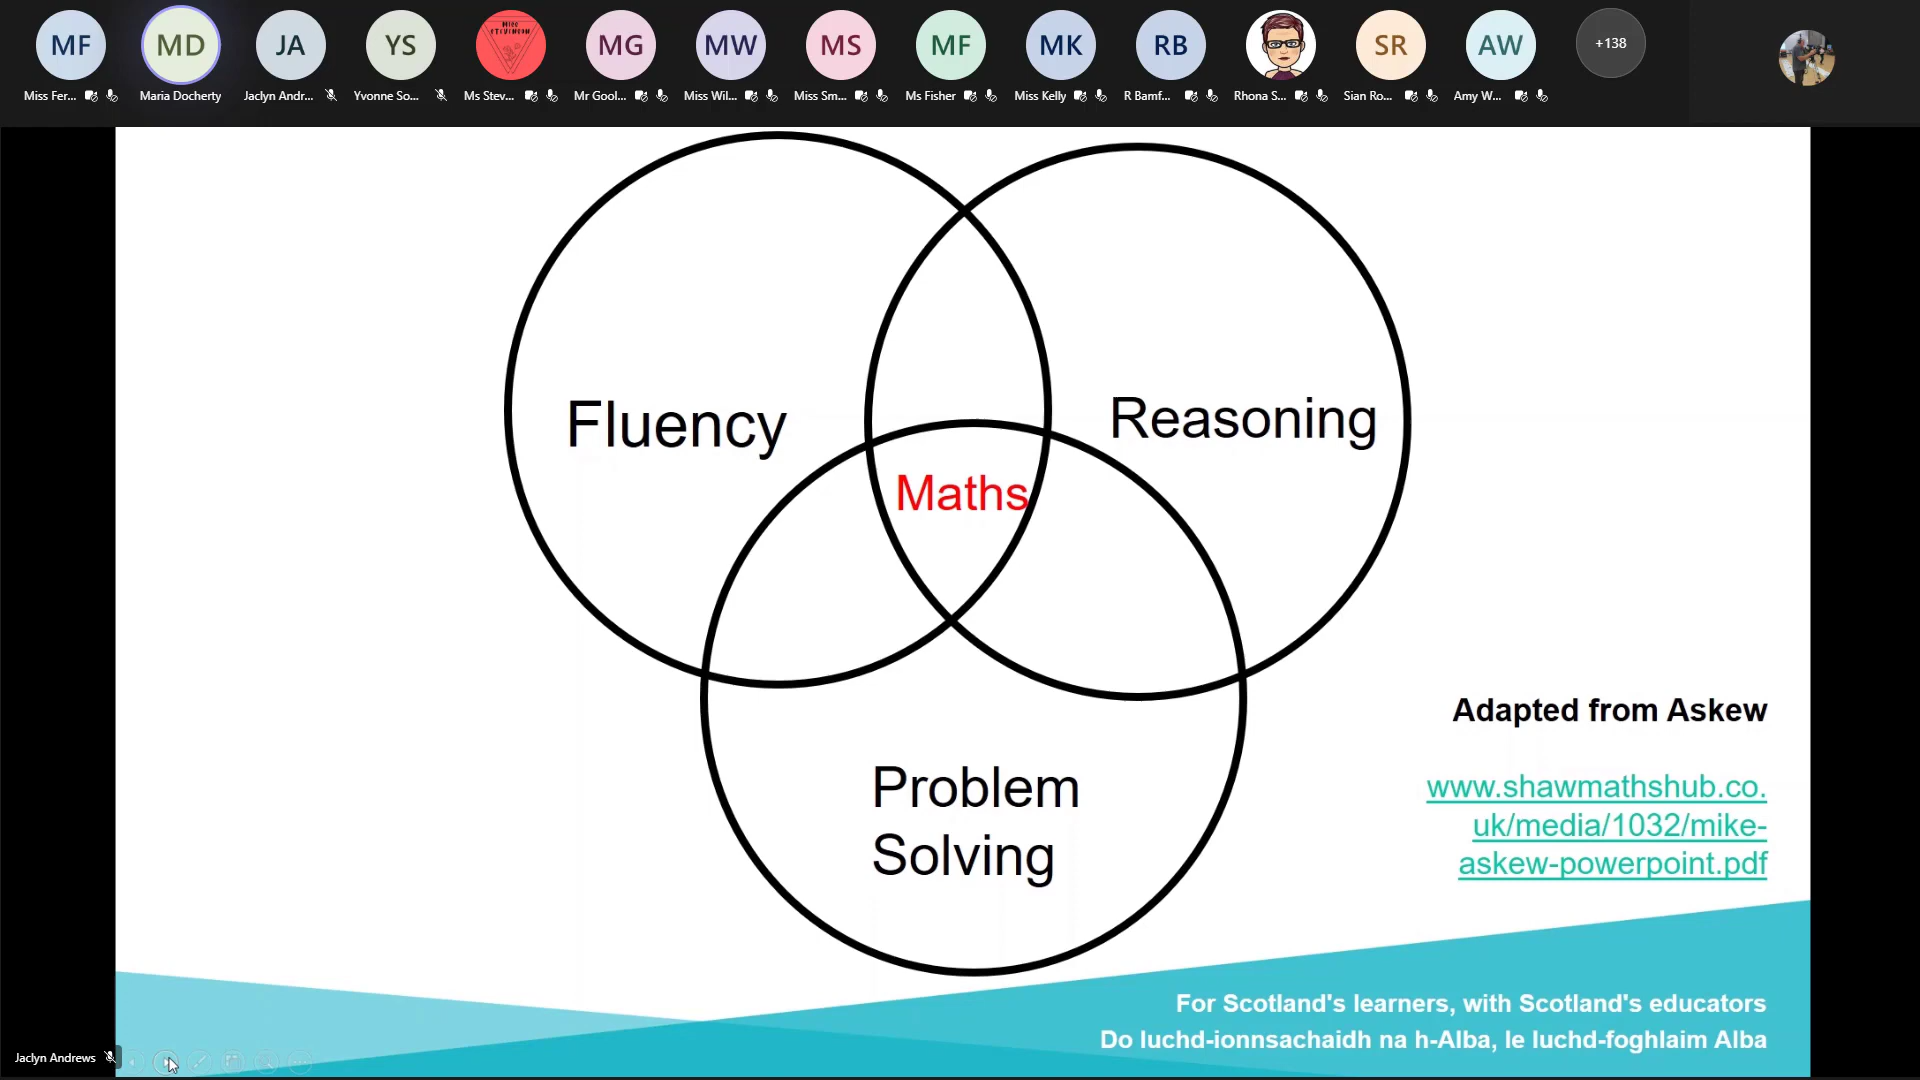 MF MD JA YS Miss STEVENSON MG MW MS MF MK RB SR AW +138
Miss Fer... Maria Docherty Jaclyn Andr... Yvonne So... Ms Stev... Mr Gool... Miss Wil... Miss Sm... Ms Fisher Miss Kelly R Bamf... Rhona S... Sian Ro... Amy W...
Fluency
Reasoning
Maths
Problem
Solving
Adapted from Askew
www.shawmathshub.co.
uk/media/1032/mike-
askew-powerpoint.pdf
For Scotland's learners, with Scotland's educators
Do luchd-ionnsachaidh na h-Alba, le luchd-foghlaim Alba
Jaclyn Andrews